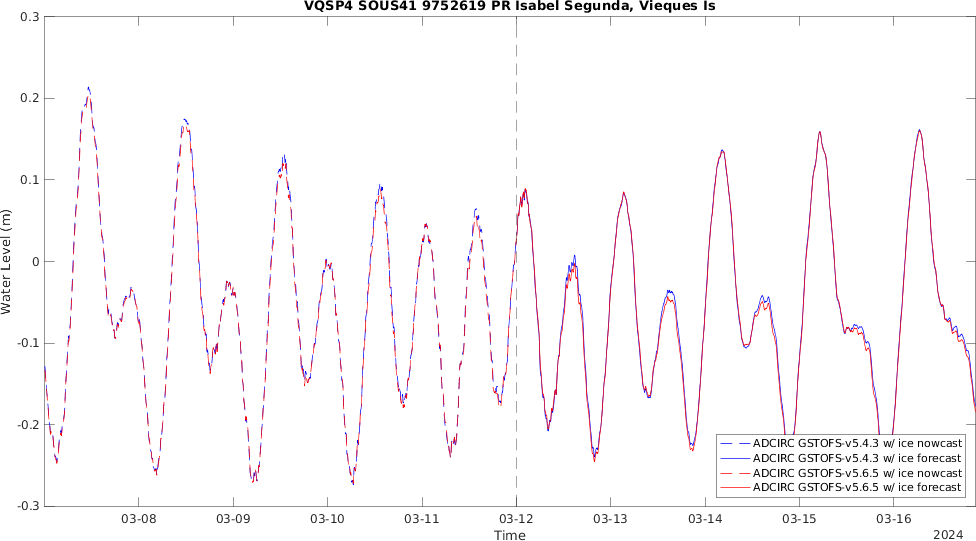 VQSP4 SOUS41 9752619 PR Isabel Segunda, Vieques Is
0.3
0.2
0.1
0
-0.1
-0.2
-0.3
Water Level (m)
03-08 03-09 03-10 03-11 03-12 03-13 03-14 03-15 03-16
Time
2024
ADCIRC GSTOFS-v5.4.3 w/ ice nowcast
ADCIRC GSTOFS-v5.4.3 w/ ice forecast
ADCIRC GSTOFS-v5.6.5 w/ ice nowcast
ADCIRC GSTOFS-v5.6.5 w/ ice forecast